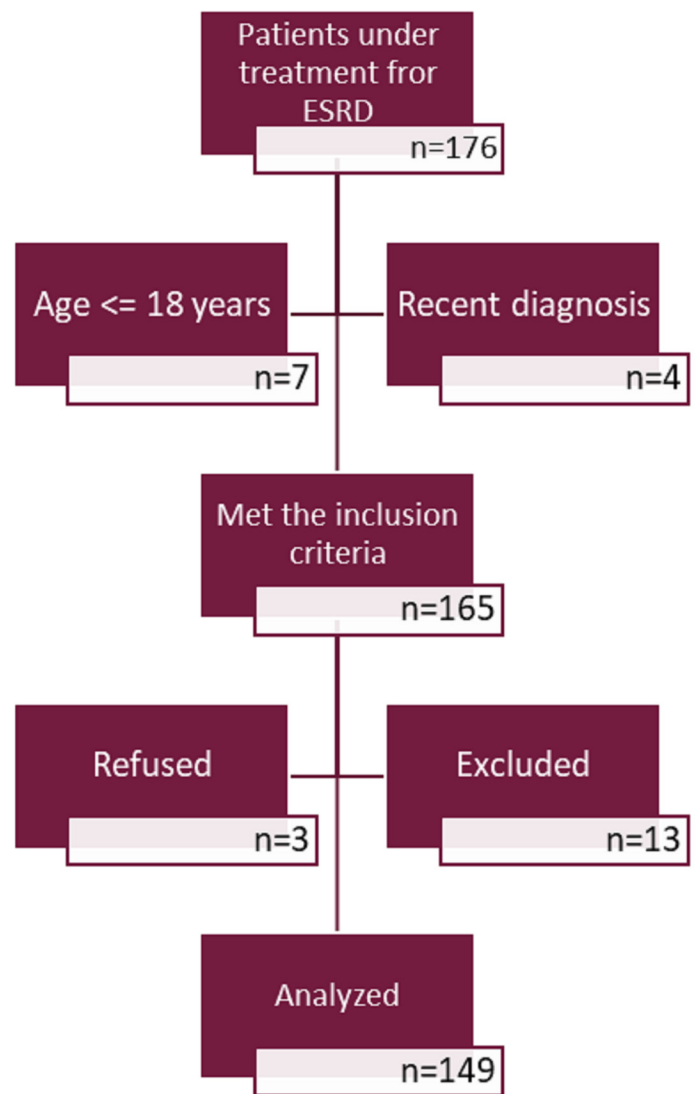 Patients under
treatment fror
ESRD
n=176
Age <= 18 years
n=7
Recent diagnosis
n=4
Met the inclusion
criteria
n=165
Refused
n=3
Excluded
n=13
Analyzed
n=149